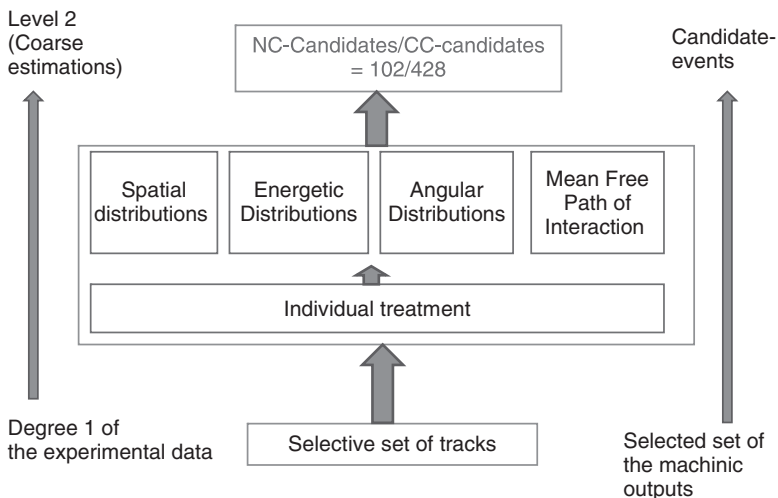 Level 2
(Coarse
estimations)
NC-Candidates/CC-candidates
= 102/428
Candidate-
events
Spatial
distributions
Energetic
Distributions
Angular
Distributions
Mean Free
Path of
Interaction
Individual treatment
Degree 1 of
the experimental data
Selective set of tracks
Selected set of
the machinic
outputs